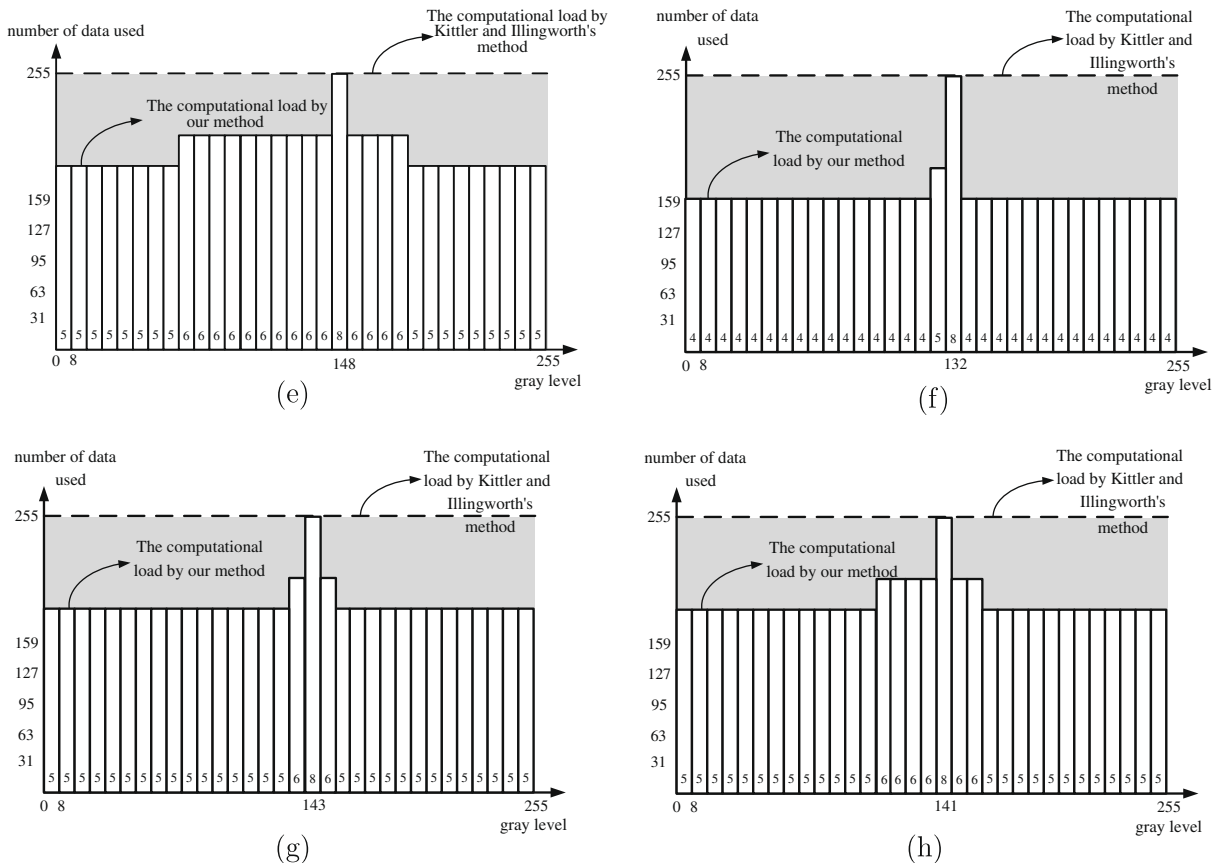 The computational load by
Kittler and Illingworth's
method
number of data used
255
The computational load by
our method
159
127
95
63
31
5 5 5 5 5 5 5 5 6 6 6 6 6 6 6 6 6 6 8 6 6 6 6 5 5 5 5 5 5 5 5 5
0 8 148 255
gray level
(e)
The computational
load by Kittler and
Illingworth's
method
number of data
used
255
The computational
load by our method
159
127
95
63
31
4 4 4 4 4 4 4 4 4 4 4 4 4 4 4 4 5 8 4 4 4 4 4 4 4 4 4 4 4 4 4 4
0 8 132 255
gray level
(f)
The computational
load by Kittler and
Illingworth's
method
number of data
used
255
The computational
load by our method
159
127
95
63
31
5 5 5 5 5 5 5 5 5 5 5 5 5 5 5 5 6 8 6 5 5 5 5 5 5 5 5 5 5 5 5 5
0 8 143 255
gray level
(g)
The computational
load by Kittler and
Illingworth's
method
number of data
used
255
The computational
load by our method
159
127
95
63
31
5 5 5 5 5 5 5 5 5 5 5 5 5 6 6 6 6 8 6 6 5 5 5 5 5 5 5 5 5 5 5 5
0 8 141 255
gray level
(h)